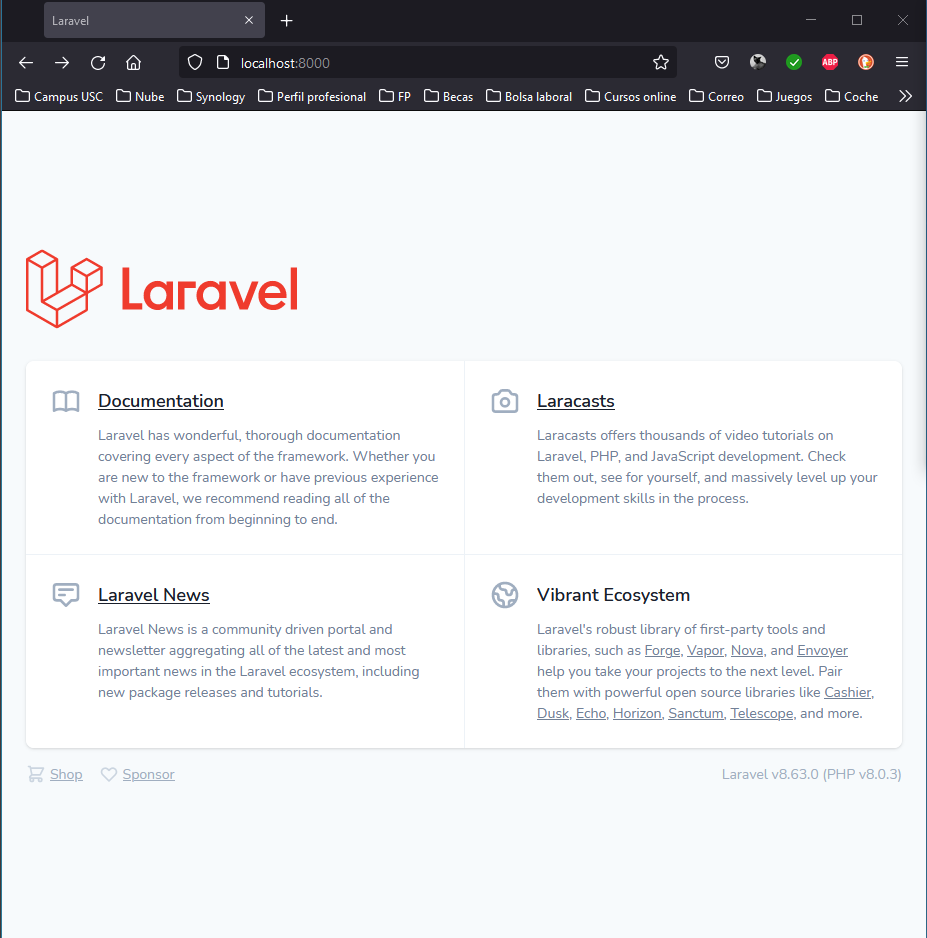 Laravel
localhost:8000
ABP
Campus USC Nube Synology Perfil profesional FP Becas Bolsa laboral Cursos online Correo Juegos Coche
Laravel
Documentation
Laravel has wonderful, thorough documentation
covering every aspect of the framework. Whether you
are new to the framework or have previous experience
with Laravel, we recommend reading all of the
documentation from beginning to end.
Laracasts
Laracasts offers thousands of video tutorials on
Laravel, PHP, and JavaScript development. Check
them out, see for yourself, and massively level up your
development skills in the process.
Laravel News
Laravel News is a community driven portal and
newsletter aggregating all of the latest and most
important news in the Laravel ecosystem, including
new package releases and tutorials.
Vibrant Ecosystem
Laravel's robust library of first-party tools and
libraries, such as Forge, Vapor, Nova, and Envoyer
help you take your projects to the next level. Pair
them with powerful open source libraries like Cashier,
Dusk, Echo, Horizon, Sanctum, Telescope, and more.
Shop Sponsor
Laravel v8.63.0 (PHP v8.0.3)